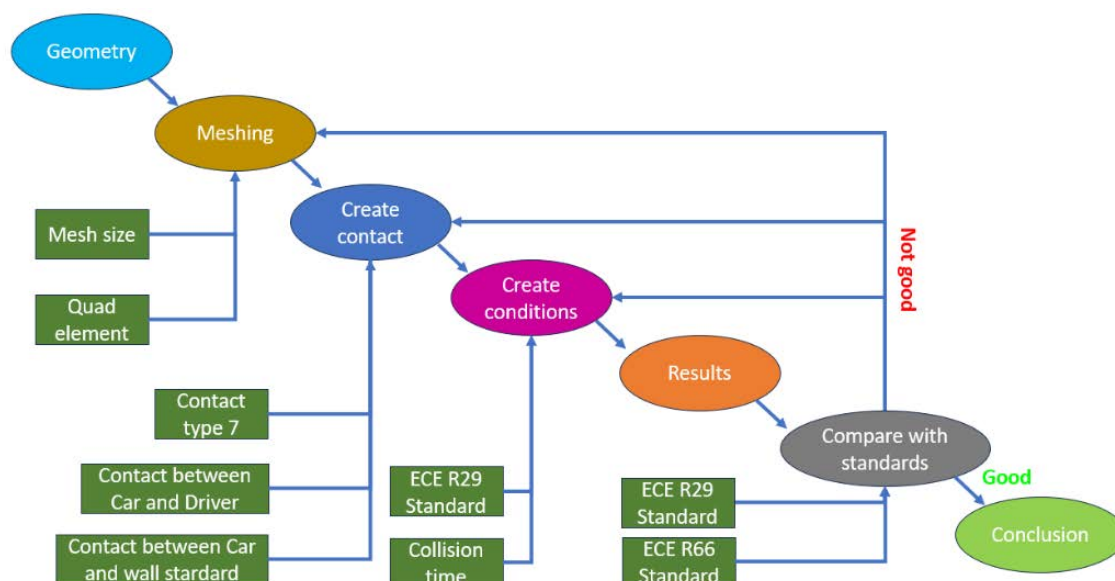 Geometry
Meshing
Mesh size
Quad
element
Create
contact
Contact
type 7
Contact between
Car and Driver
Contact between Car
and wall stardard
Create
conditions
ECE R29
Standard
Collision
time
Results
Compare with
standards
ECE R29
Standard
ECE R66
Standard
Not good
Good
Conclusion